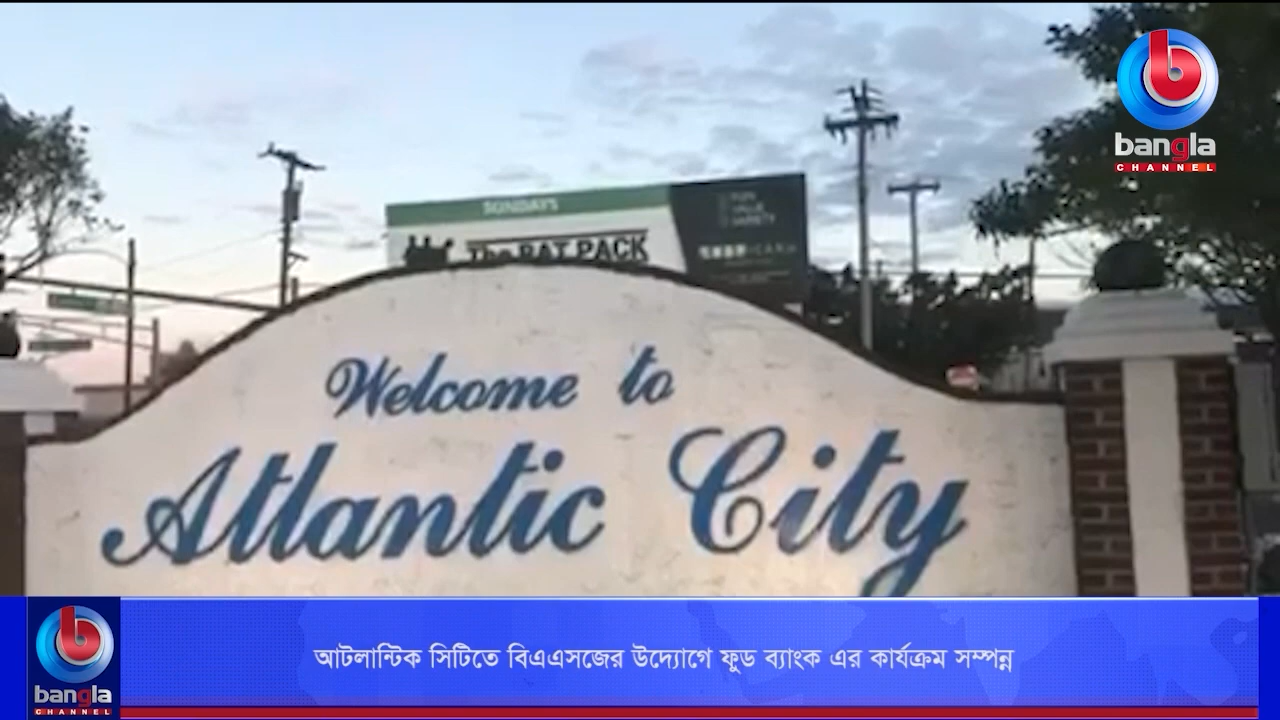 bangla
CHANNEL
SUNDAYS
The RAT PACK
Welcome to
Atlantic City
আটলান্টিক সিটিতে বিএএসজের উদ্যোগে ফুড ব্যাংক এর কার্যক্রম সম্পন্ন
bangla
CHANNEL